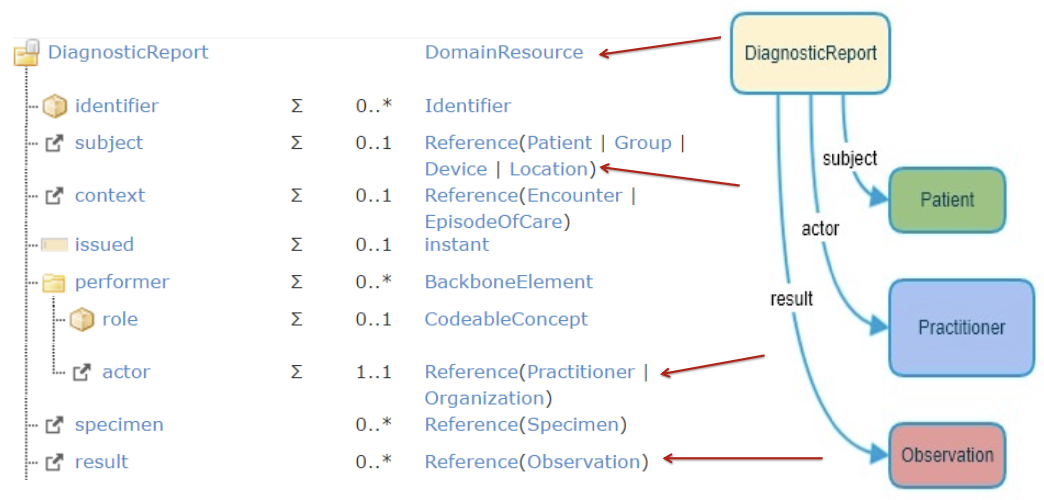 DiagnosticReport DomainResource
identifier Σ 0..* Identifier
subject Σ 0..1 Reference(Patient | Group |
Device | Location)
context Σ 0..1 Reference(Encounter |
EpisodeOfCare)
issued Σ 0..1 instant
performer Σ 0..* BackboneElement
role Σ 0..1 CodeableConcept
actor Σ 1..1 Reference(Practitioner |
Organization)
specimen 0..* Reference(Specimen)
result 0..* Reference(Observation)
DiagnosticReport
subject
Patient
actor
result
Practitioner
Observation